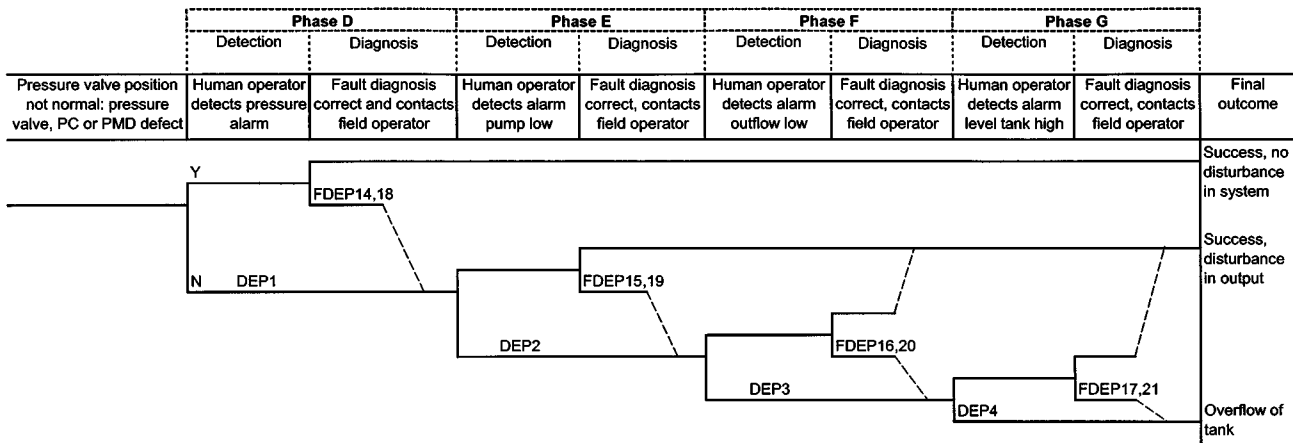 Phase D
Phase E
Phase F
Phase G
Detection
Diagnosis
Detection
Diagnosis
Detection
Diagnosis
Detection
Diagnosis
Pressure valve position
not normal: pressure
valve, PC or PMD defect
Human operator
detects pressure
alarm
Fault diagnosis
correct and contacts
field operator
Human operator
detects alarm
pump low
Fault diagnosis
correct, contacts
field operator
Human operator
detects alarm
outflow low
Fault diagnosis
correct, contacts
field operator
Human operator
detects alarm
level tank high
Fault diagnosis
correct, contacts
field operator
Final
outcome
Y
FDEP14,18
Success, no
disturbance
in system
N
DEP1
FDEP15,19
Success,
disturbance
in output
DEP2
FDEP16,20
DEP3
FDEP17,21
DEP4
Overflow of
tank